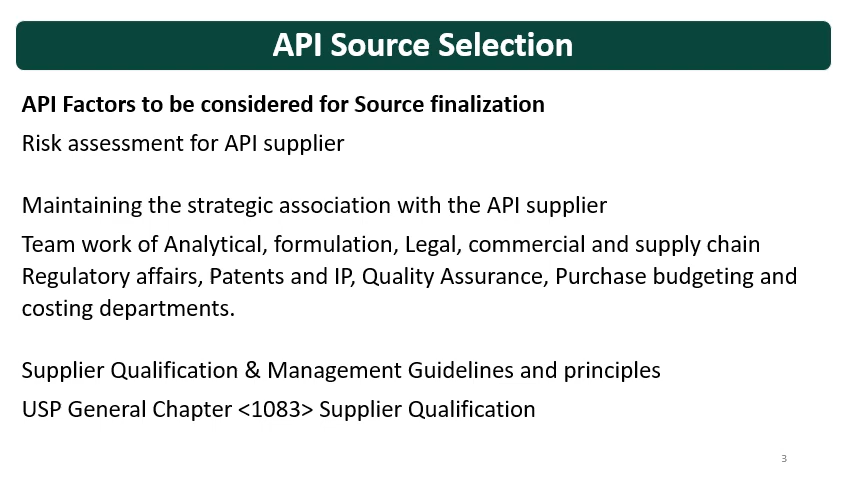 API Source Selection
API Factors to be considered for Source finalization
Risk assessment for API supplier
Maintaining the strategic association with the API supplier
Team work of Analytical, formulation, Legal, commercial and supply chain
Regulatory affairs, Patents and IP, Quality Assurance, Purchase budgeting and
costing departments.
Supplier Qualification & Management Guidelines and principles
USP General Chapter <1083> Supplier Qualification
3